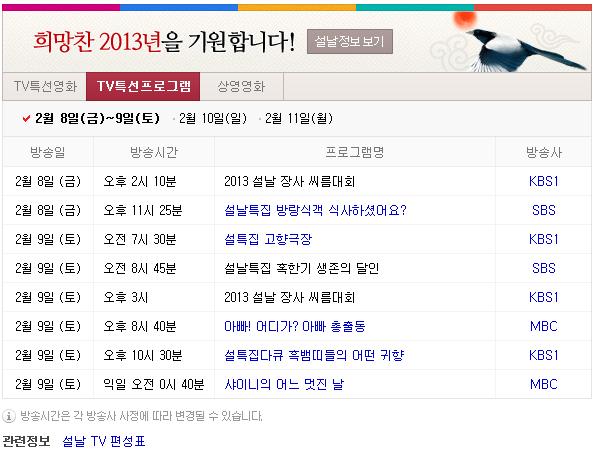 희망찬 2013년을 기원합니다! 설날정보 보기
TV특선영화 TV특선프로그램 상영영화
2월 8일(금)~9일(토) 2월 10일(일) 2월 11일(월)
방송일 방송시간 프로그램명 방송사
2월 8일 (금) 오후 2시 10분 2013 설날 장사 씨름대회 KBS1
2월 8일 (금) 오후 11시 25분 설날특집 방랑식객 식사하셨어요? SBS
2월 9일 (토) 오전 7시 30분 설특집 고향극장 KBS1
2월 9일 (토) 오전 8시 45분 설날특집 혹한기 생존의 달인 SBS
2월 9일 (토) 오후 3시 2013 설날 장사 씨름대회 KBS1
2월 9일 (토) 오후 8시 40분 아빠! 어디가? 아빠 총출동 MBC
2월 9일 (토) 오후 10시 30분 설특집다큐 흑뱀띠들의 어떤 귀향 KBS1
2월 9일 (토) 익일 오전 0시 40분 샤이니의 어느 멋진 날 MBC
방송시간은 각 방송사 사정에 따라 변경될 수 있습니다.
관련정보 설날 TV 편성표